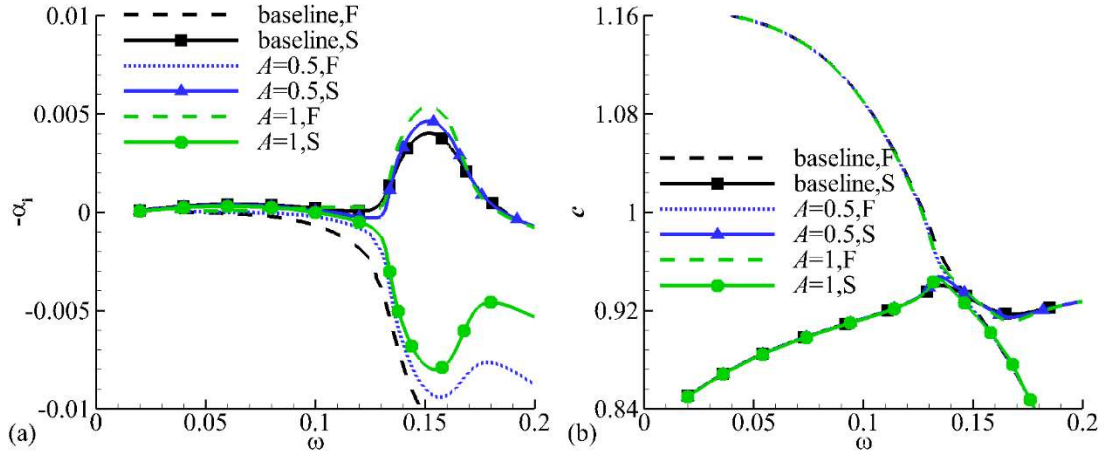 0.01
0.005
0
-0.005
-0.01
-αi
baseline,F
baseline,S
A=0.5,F
A=0.5,S
A=1,F
A=1,S
0
0.05
0.1
0.15
0.2
ω
(a)
1.16
1.08
1
0.92
0.84
c
baseline,F
baseline,S
A=0.5,F
A=0.5,S
A=1,F
A=1,S
0
0.05
0.1
0.15
0.2
ω
(b)